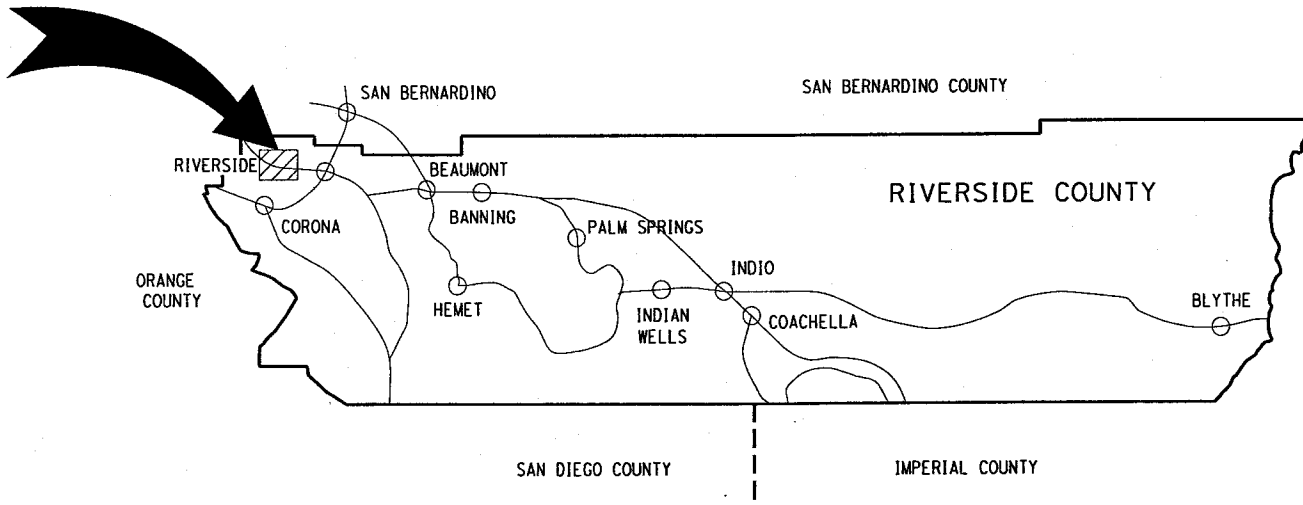 SAN BERNARDINO
SAN BERNARDINO COUNTY
RIVERSIDE
BEAUMONT
RIVERSIDE COUNTY
CORONA
BANNING
PALM SPRINGS
ORANGE
COUNTY
INDIO
HEMET
INDIAN
WELLS
COACHELLA
BLYTHE
SAN DIEGO COUNTY
IMPERIAL COUNTY